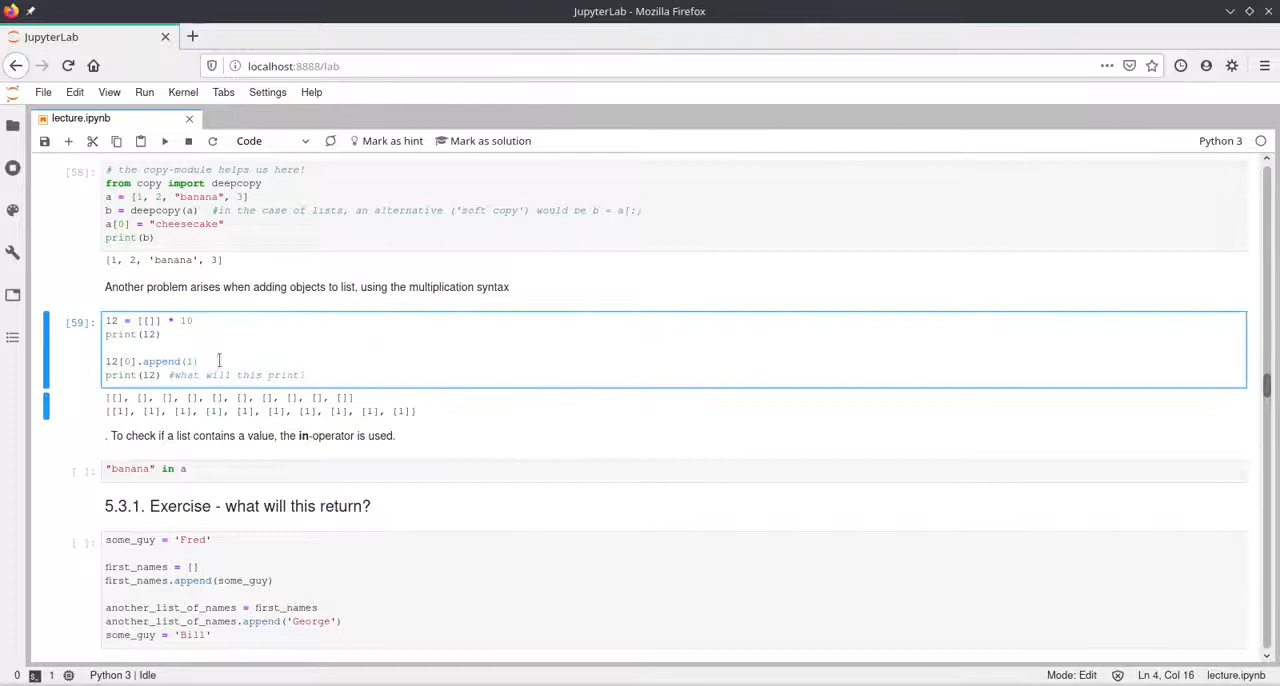 JupyterLab - Mozilla Firefox
JupyterLab
localhost:8888/lab
File Edit View Run Kernel Tabs Settings Help
lecture.ipynb
Code Mark as hint Mark as solution Python 3
[58]: # the copy-module helps us here!
from copy import deepcopy
a = [1, 2, "banana", 3]
b = deepcopy(a) #in the case of lists, an alternative ('soft copy') would be b = a[:]
a[0] = "cheesecake"
print(b)
[1, 2, 'banana', 3]
Another problem arises when adding objects to list, using the multiplication syntax
[59]: l2 = [[]] * 10
print(l2)
l2[0].append(1)
print(l2) #what will this print?
[[], [], [], [], [], [], [], [], [], []]
[[1], [1], [1], [1], [1], [1], [1], [1], [1], [1]]
. To check if a list contains a value, the in-operator is used.
[ ]: "banana" in a
5.3.1. Exercise - what will this return?
[ ]: some_guy = 'Fred'
first_names = []
first_names.append(some_guy)
another_list_of_names = first_names
another_list_of_names.append('George')
some_guy = 'Bill'
0 1 Python 3 | Idle Mode: Edit Ln 4, Col 16 lecture.ipynb